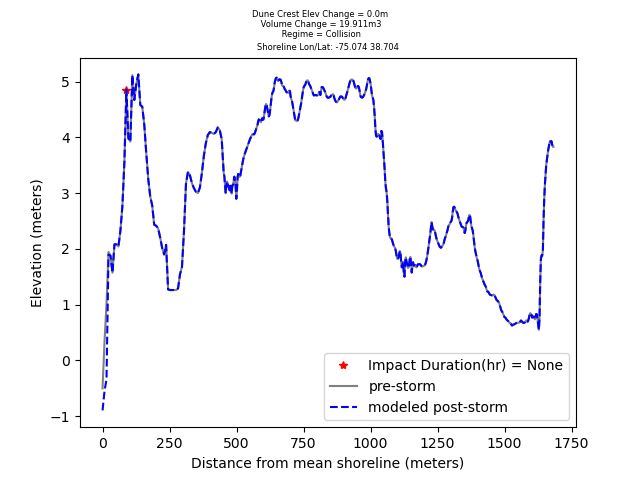 Dune Crest Elev Change = 0.0m
Volume Change = 19.911m3
Regime = Collision
Shoreline Lon/Lat: -75.074 38.704
5
4
3
2
1
0
−1
Elevation (meters)
Impact Duration(hr) = None
pre-storm
modeled post-storm
0 250 500 750 1000 1250 1500 1750
Distance from mean shoreline (meters)